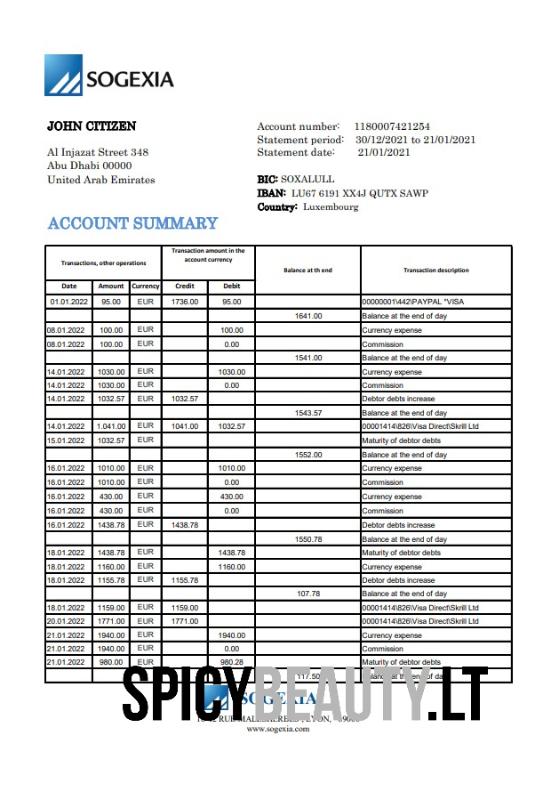 SOGEXIA
JOHN CITIZEN
Al Injazat Street 348
Abu Dhabi 00000
United Arab Emirates
Account number: 1180007421254
Statement period: 30/12/2021 to 21/01/2021
Statement date: 21/01/2021
BIC: SOXALULL
IBAN: LU67 6191 XX4J QUTX SAWP
Country: Luxembourg
ACCOUNT SUMMARY
Transactions, other operations Transaction amount in the account currency Balance at th end Transaction description
Date Amount Currency Credit Debit
01.01.2022 95.00 EUR 1736.00 95.00 00000001\442\PAYPAL *VISA
1641.00 Balance at the end of day
08.01.2022 100.00 EUR 100.00 Currency expense
08.01.2022 100.00 EUR 0.00 Commission
1541.00 Balance at the end of day
14.01.2022 1030.00 EUR 1030.00 Currency expense
14.01.2022 1030.00 EUR 0.00 Commission
14.01.2022 1032.57 EUR 1032.57 Debtor debts increase
1543.57 Balance at the end of day
14.01.2022 1.041.00 EUR 1041.00 1032.57 00001414\826\Visa Direct\Skrill Ltd
15.01.2022 1032.57 EUR Maturity of debtor debts
1552.00 Balance at the end of day
16.01.2022 1010.00 EUR 1010.00 Currency expense
16.01.2022 1010.00 EUR 0.00 Commission
16.01.2022 430.00 EUR 430.00 Currency expense
16.01.2022 430.00 EUR 0.00 Commission
16.01.2022 1438.78 EUR 1438.78 Debtor debts increase
1550.78 Balance at the end of day
18.01.2022 1438.78 EUR 1438.78 Maturity of debtor debts
18.01.2022 1160.00 EUR 1160.00 Currency expense
18.01.2022 1155.78 EUR 1155.78 Debtor debts increase
107.78 Balance at the end of day
18.01.2022 1159.00 EUR 1159.00 00001414\826\Visa Direct\Skrill Ltd
20.01.2022 1771.00 EUR 1771.00 00001414\826\Visa Direct\Skrill Ltd
21.01.2022 1940.00 EUR 1940.00 Currency expense
21.01.2022 1940.00 EUR 0.00 Commission
21.01.2022 980.00 EUR 980.28 Maturity of debtor debts
117.50 Balance at the end of day
SPICYBEAUTY.LT
SOGEXIA
www.sogexia.com